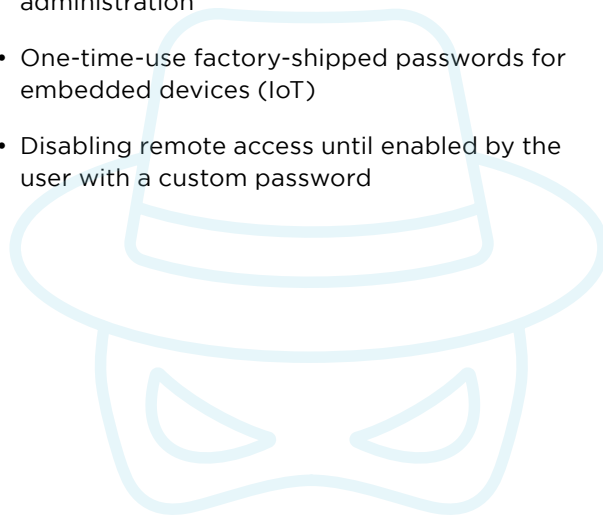 administration
• One-time-use factory-shipped passwords for
embedded devices (IoT)
• Disabling remote access until enabled by the
user with a custom password